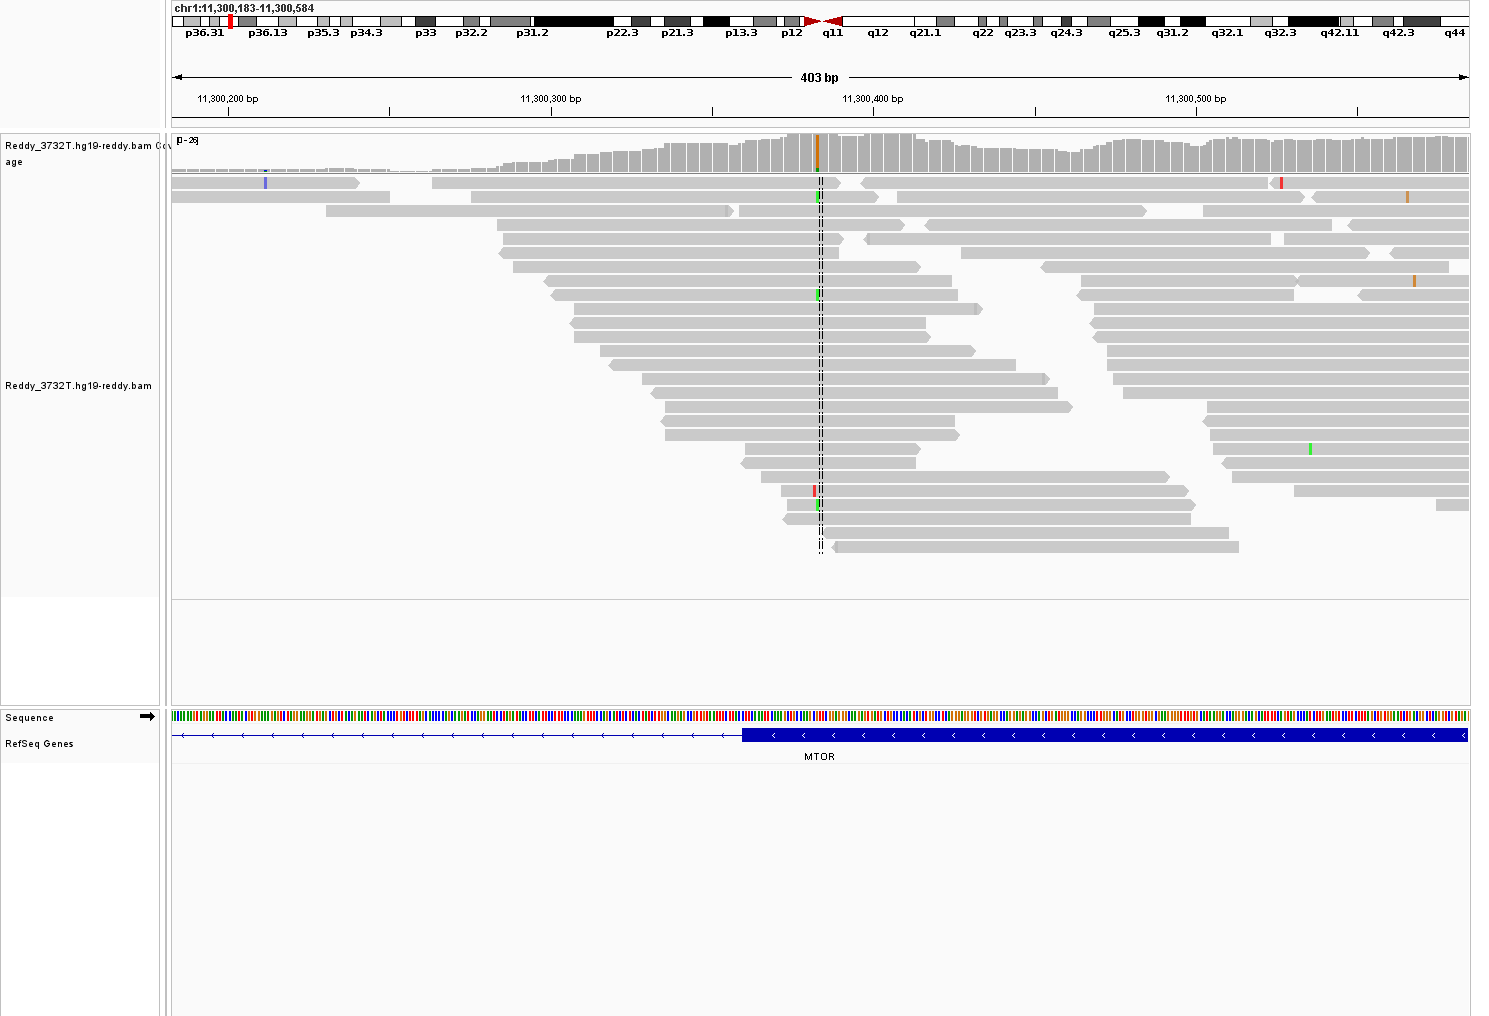 chr1:11,300,183-11,300,584
p36.31 p36.13 p35.3 p34.3 p33 p32.2 p31.2 p22.3 p21.3 p13.3 p12 q11 q12 q21.1 q22 q23.3 q24.3 q25.3 q31.2 q32.1 q32.3 q42.11 q42.3 q44
403 bp
11,300,200 bp 11,300,300 bp 11,300,400 bp 11,300,500 bp
[0-26]
Reddy_3732T.hg19-reddy.bam Cov
age
Reddy_3732T.hg19-reddy.bam
Sequence
RefSeq Genes
MTOR